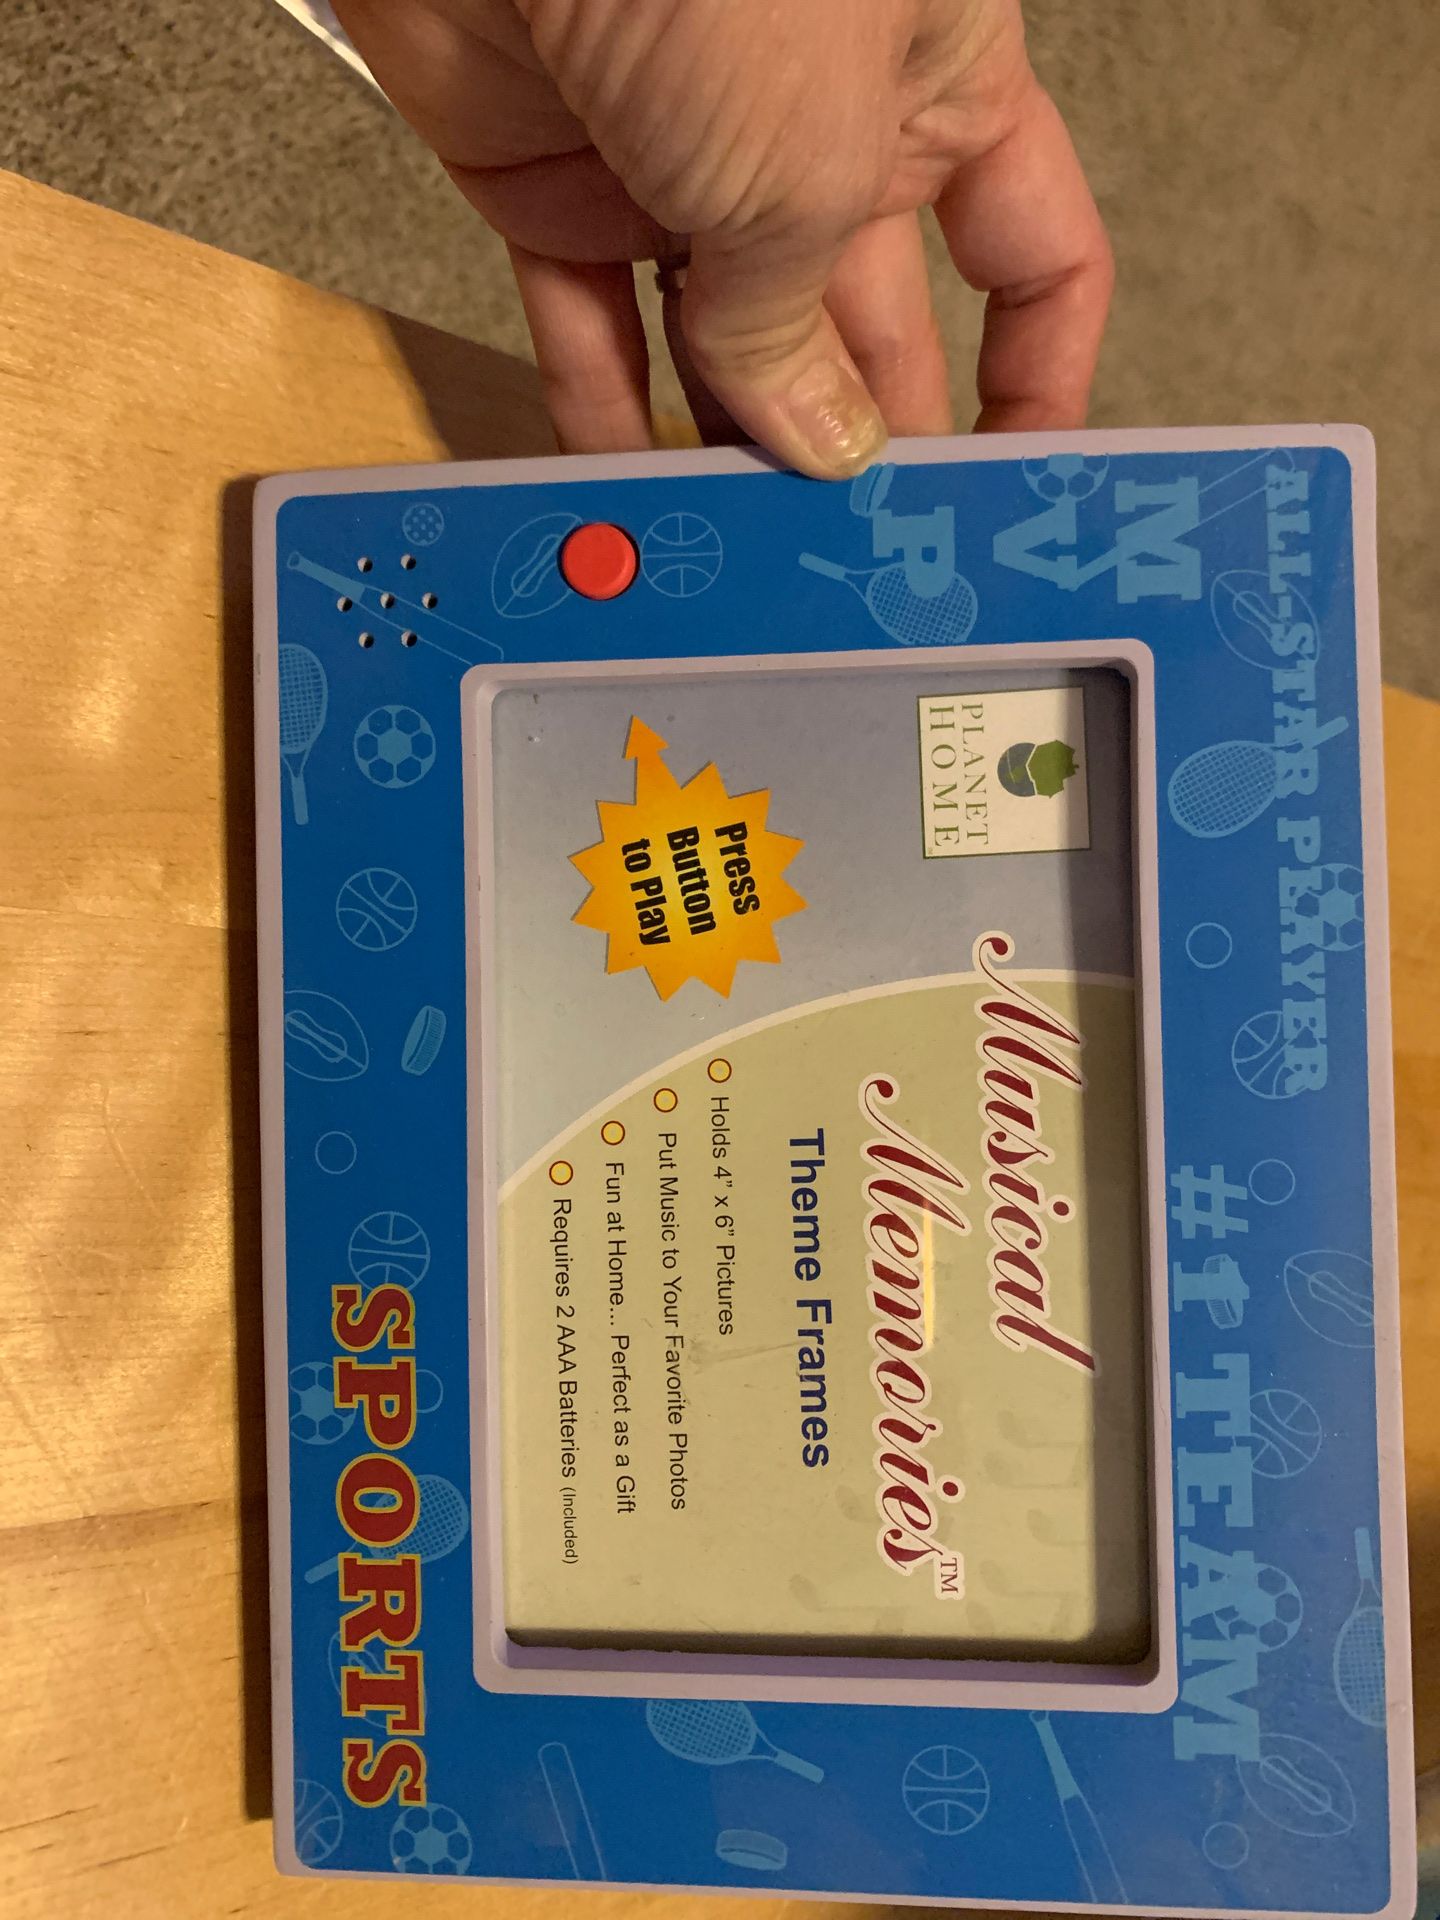 ALL-STAR PLAYER
#1 TEAM
M
V
P
PLANET
HOME
Musical
Memories™
Theme Frames
Press
Button
to Play
Holds 4" x 6" Pictures
Put Music to Your Favorite Photos
Fun at Home... Perfect as a Gift
Requires 2 AAA Batteries (Included)
SPORTS